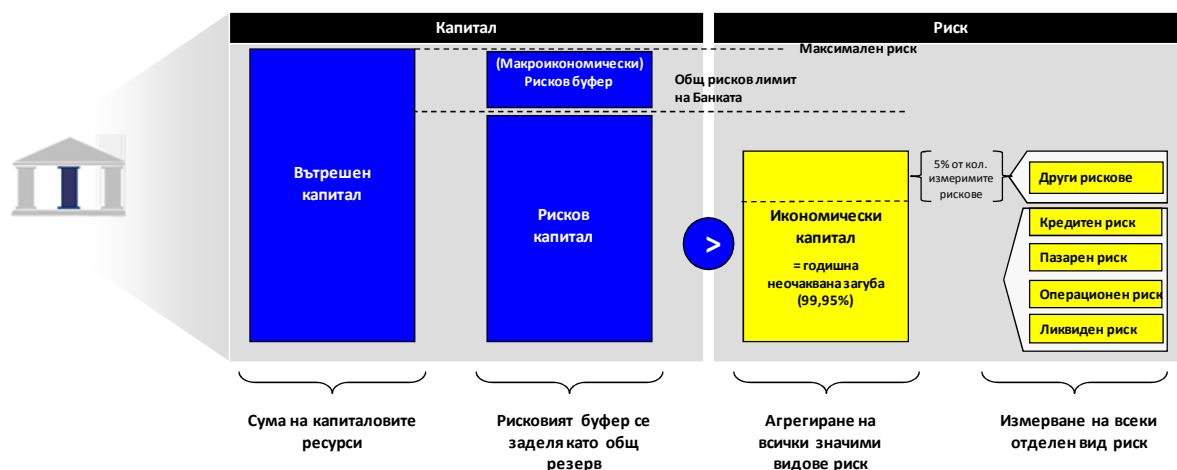 Капитал
Риск
Максимален риск
(Макроикономически)
Рисков буфер
Общ рисков лимит
на Банката
Вътрешен
капитал
Рисков
капитал
>
Икономически
капитал
= годишна
неочаквана загуба
(99,95%)
5% от кол.
измеримите
рискове
Други рискове
Кредитен риск
Пазарен риск
Операционен риск
Ликвиден риск
Сума на капиталовите
ресурси
Рисковият буфер се
заделя като общ
резерв
Агрегиране на
всички значими
видове риск
Измерване на всеки
отделен вид риск